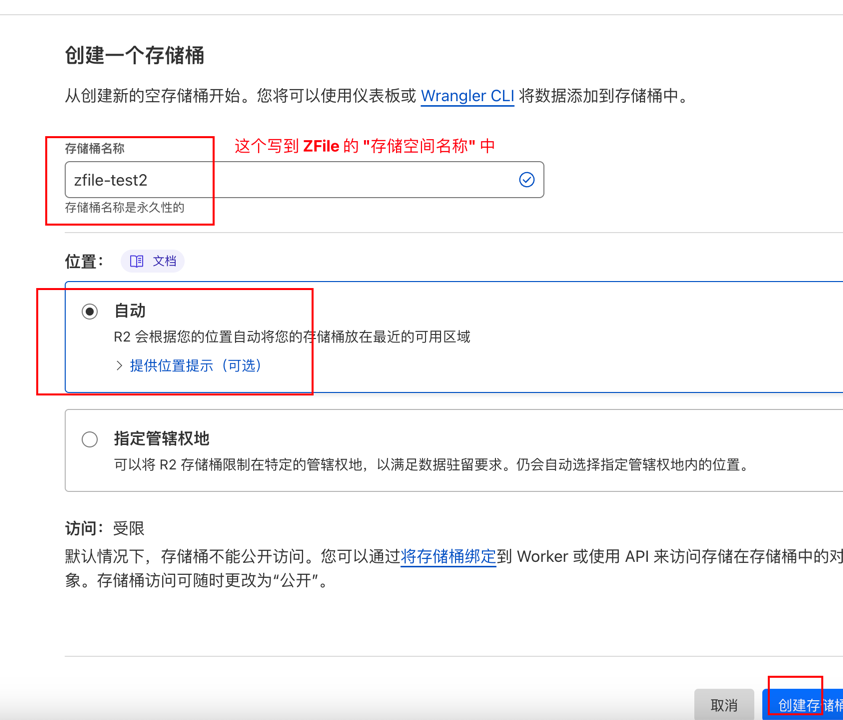 创建一个存储桶
从创建新的空存储桶开始。您将可以使用仪表板或 Wrangler CLI 将数据添加到存储桶中。
存储桶名称
这个写到 ZFile 的 "存储空间名称" 中
zfile-test2
存储桶名称是永久性的
位置： 文档
自动
R2 会根据您的位置自动将您的存储桶放在最近的可用区域
提供位置提示（可选）
指定管辖权地
可以将 R2 存储桶限制在特定的管辖权地，以满足数据驻留要求。仍会自动选择指定管辖权地内的位置。
访问：受限
默认情况下，存储桶不能公开访问。您可以通过将存储桶绑定到 Worker 或使用 API 来访问存储在存储桶中的对
象。存储桶访问可随时更改为“公开”。
取消
创建存储桶